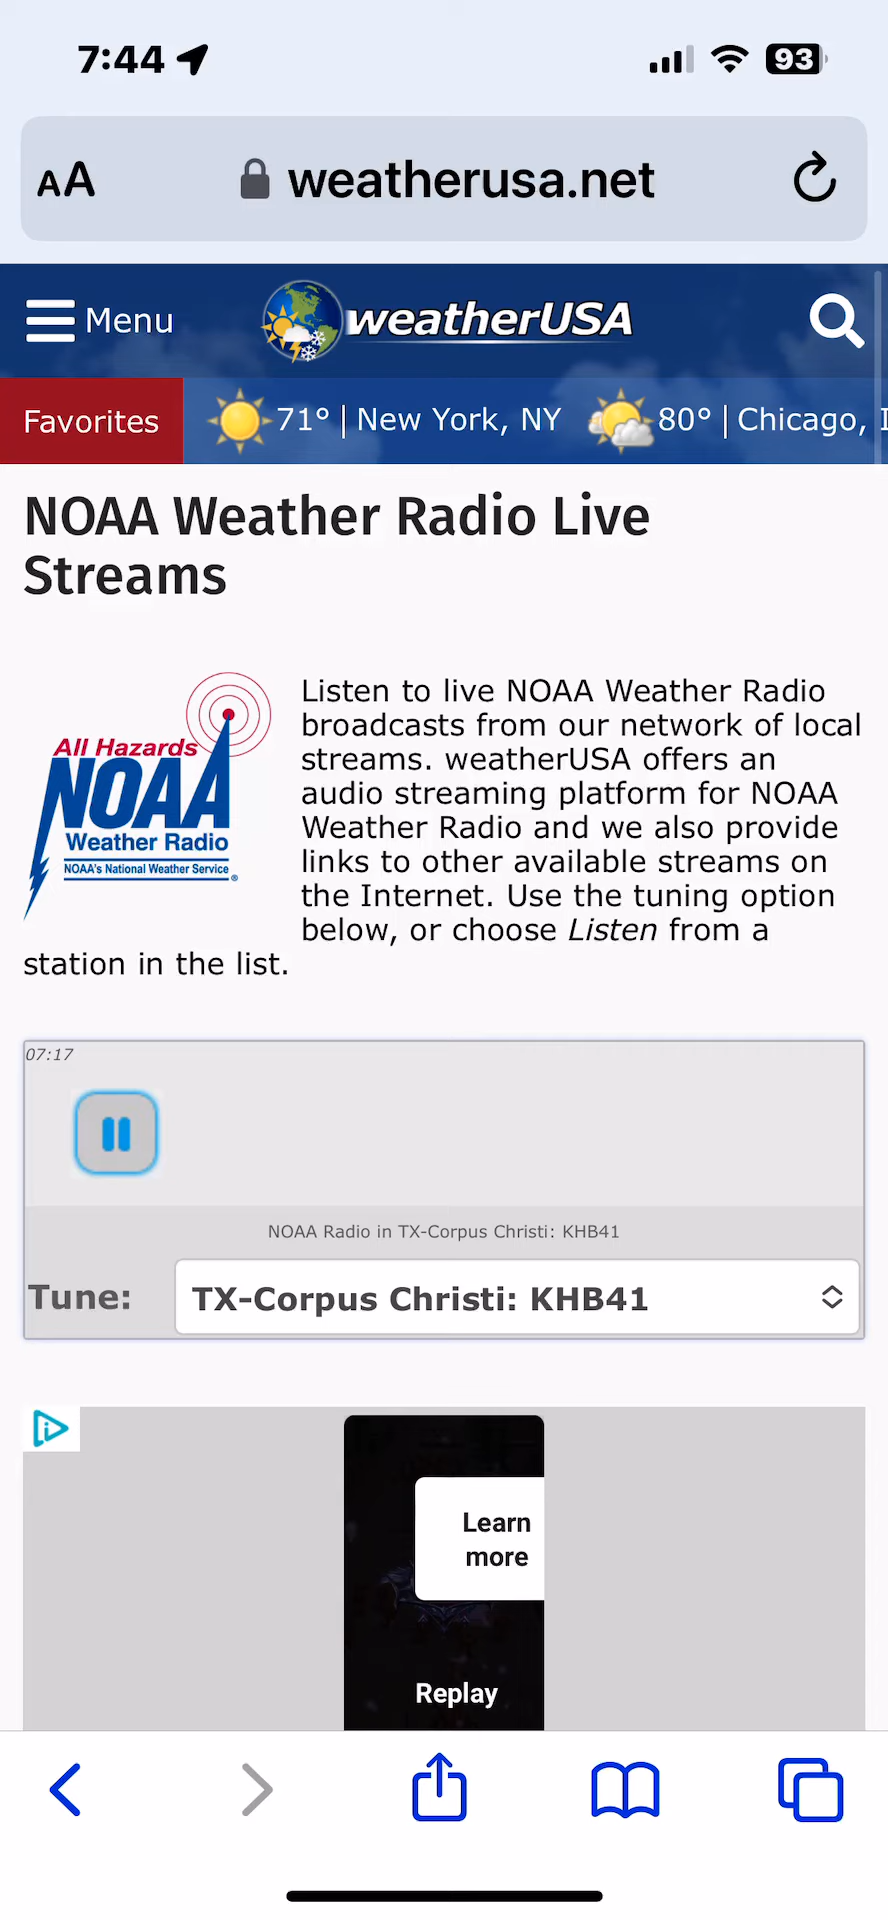 7:44
93
AA
weatherusa.net
Menu
weatherUSA
Favorites
71° | New York, NY
80° | Chicago, I
NOAA Weather Radio Live
Streams
All Hazards
NOAA
Weather Radio
NOAA's National Weather Service
®
Listen to live NOAA Weather Radio
broadcasts from our network of local
streams. weatherUSA offers an
audio streaming platform for NOAA
Weather Radio and we also provide
links to other available streams on
the Internet. Use the tuning option
below, or choose Listen from a
station in the list.
07:17
NOAA Radio in TX-Corpus Christi: KHB41
Tune:
TX-Corpus Christi: KHB41
Learn
more
Replay